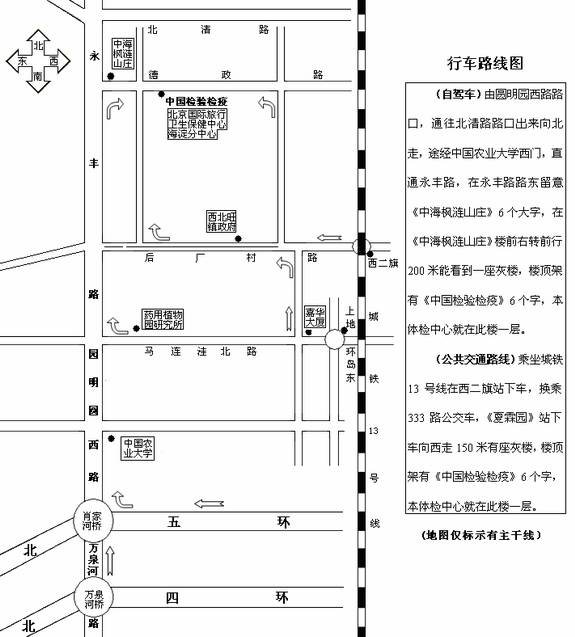 北
东 西
南
永
丰
路
北清路
中海
枫涟
山庄
德政路
中国检验检疫
北京国际旅行
卫生保健中心
海淀分中心
西北旺
镇政府
西二旗
后厂村路
药用植物
园研究所
嘉华
大厦
上地
环岛东
马连洼北路
城
铁
13
号
线
园
明
园
西
路
中国农
业大学
肖家
河桥
五环
北
万泉河
万泉
河桥
四环
北
路
行车路线图
（自驾车）由圆明园西路路
口，通往北清路路口出来向北
走，途经中国农业大学西门，直
通永丰路，在永丰路路东留意
《中海枫涟山庄》6个大字，在
《中海枫涟山庄》楼前右转前行
200米能看到一座灰楼，楼顶架
有《中国检验检疫》6个字，本
体检中心就在此楼一层。
（公共交通路线）乘坐城铁
13号线在西二旗站下车，换乘
333路公交车，《夏霖园》站下
车向西走150米有座灰楼，楼顶
架有《中国检验检疫》6个字，
本体检中心就在此楼一层。
（地图仅标示有主干线）